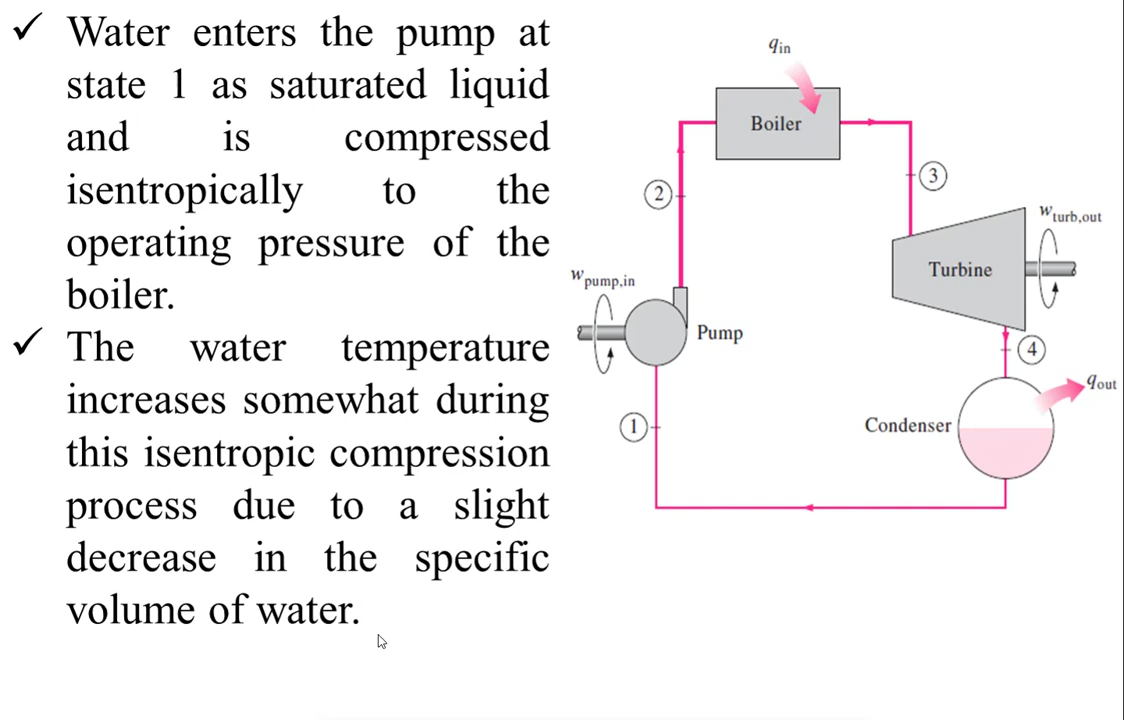 ✓ Water enters the pump at
state 1 as saturated liquid
and is compressed
isentropically to the
operating pressure of the
boiler.
✓ The water temperature
increases somewhat during
this isentropic compression
process due to a slight
decrease in the specific
volume of water.
qin
Boiler
2
3
wturb,out
Turbine
wpump,in
Pump
4
qout
Condenser
1